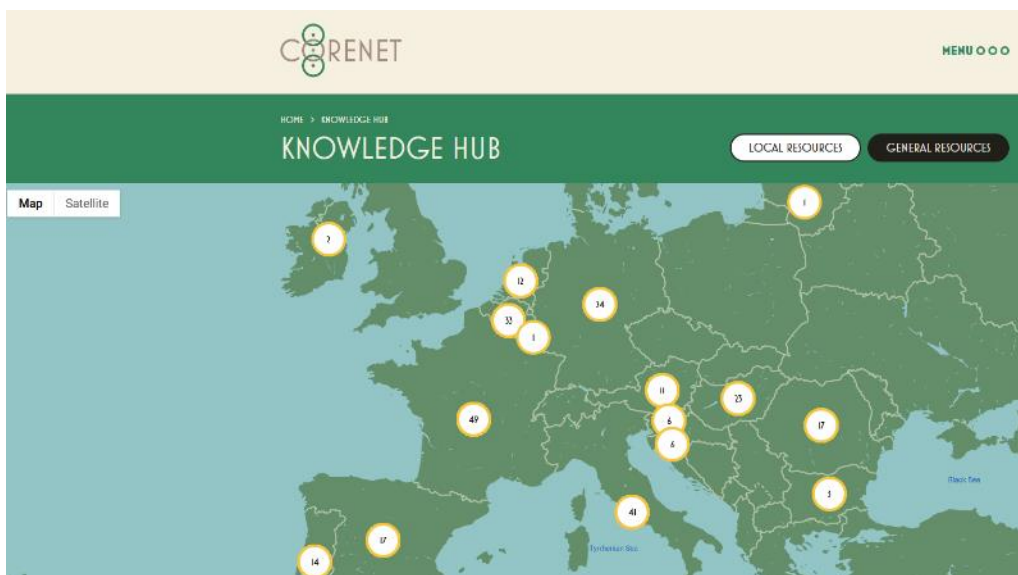 CORENET
MENU
HOME > KNOWLEDGE HUB
KNOWLEDGE HUB
LOCAL RESOURCES
GENERAL RESOURCES
Map
Satellite
1
2
12
34
33
1
11
23
49
6
6
17
3
41
17
14
Black Sea
Tyrrhenian Sea